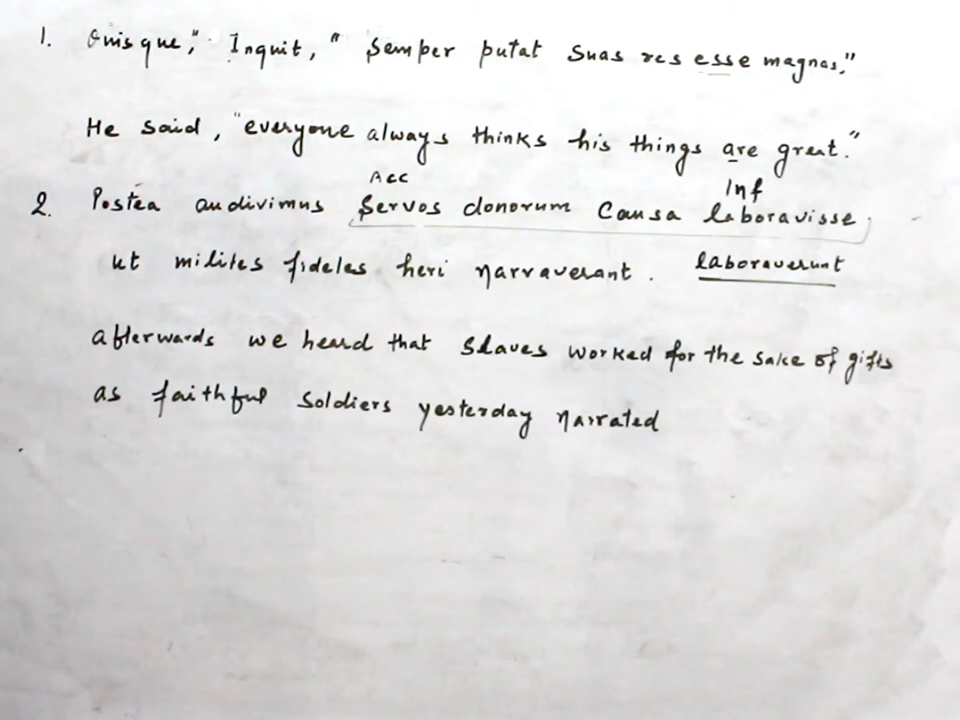 1. Quisque," Inquit, " semper putat suas res esse magnas."
He said, "everyone always thinks his things are great."
Acc Inf
2. Postea audivimus servos donorum causa laboravisse,
ut milites fideles heri narraverant. laboraverunt
afterwards we heard that slaves worked for the sake of gifts
as faithful soldiers yesterday narrated